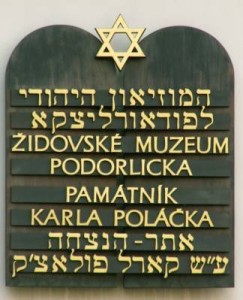 המוזיאון היהודי
לפודאורליצקא
ŽIDOVSKÉ MUZEUM
PODORLICKA
PAMÁTNÍK
KARLA POLÁČKA
אתר-הנצחה
ע״ש קארל פולאצ׳ק